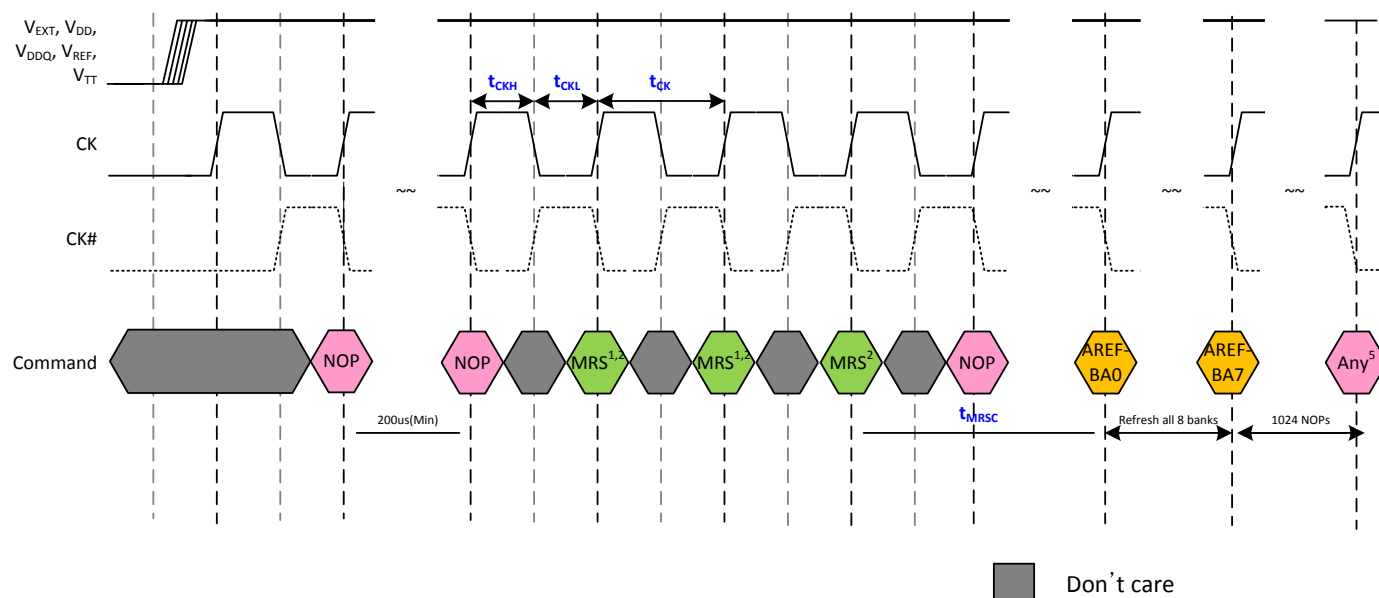 VEXT, VDD,
VDDQ, VREF,
VTT
tCKH tCKL tCK
CK
~~ ~~ ~~ ~~
CK#
Command NOP NOP MRS1,2 MRS1,2 MRS2 NOP AREF-BA0 AREF-BA7 Any5
200us(Min) tMRSC Refresh all 8 banks 1024 NOPs
Don't care